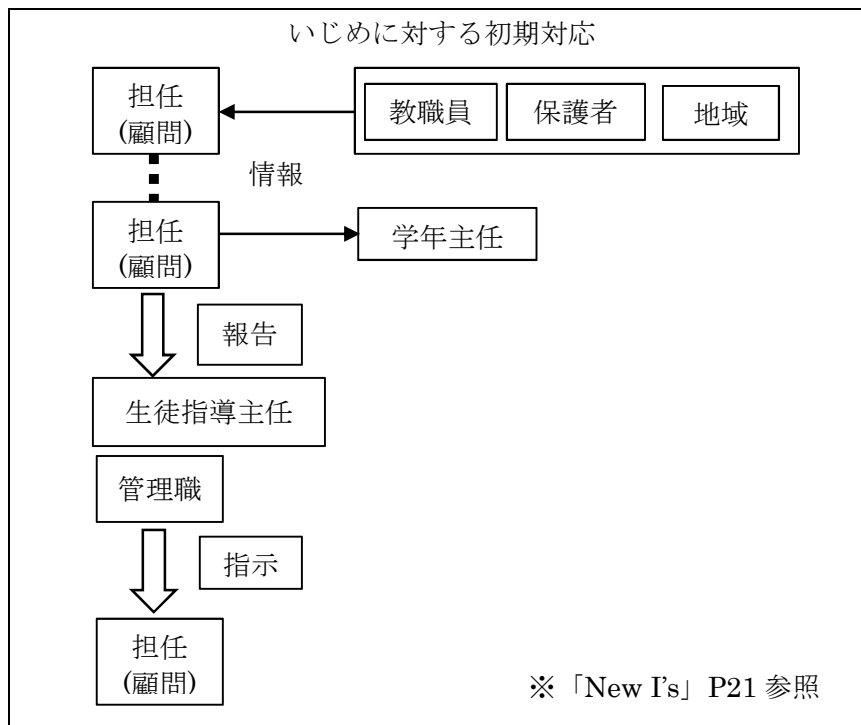 いじめに対する初期対応
担任
(顧問)
教職員
保護者
地域
情報
担任
(顧問)
学年主任
報告
生徒指導主任
管理職
指示
担任
(顧問)
※「New I's」P21 参照